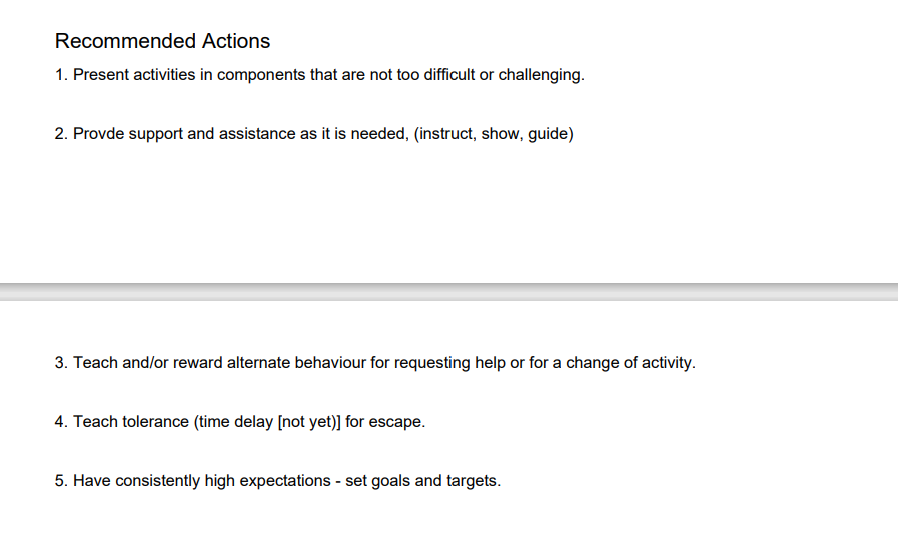 Recommended Actions
1. Present activities in components that are not too difficult or challenging.
2. Provde support and assistance as it is needed, (instruct, show, guide)
3. Teach and/or reward alternate behaviour for requesting help or for a change of activity.
4. Teach tolerance (time delay [not yet)] for escape.
5. Have consistently high expectations - set goals and targets.